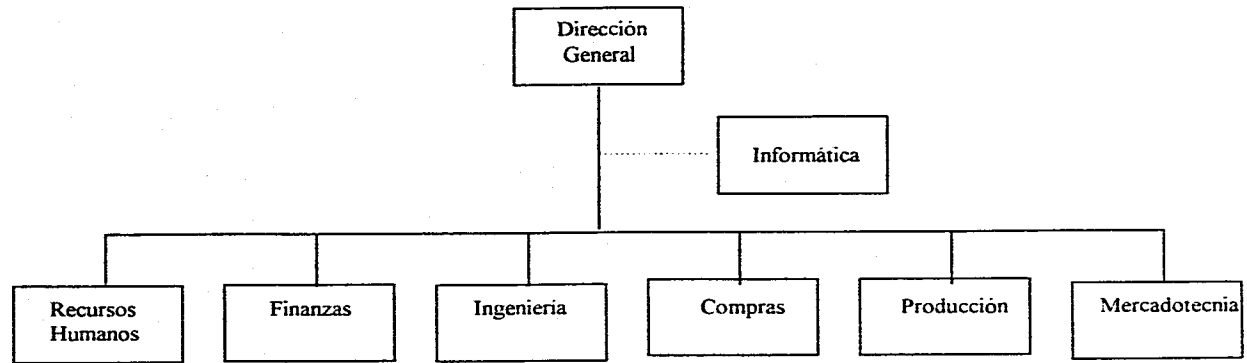 Dirección
General
Informática
Recursos
Humanos
Finanzas
Ingeniería
Compras
Producción
Mercadotecnia